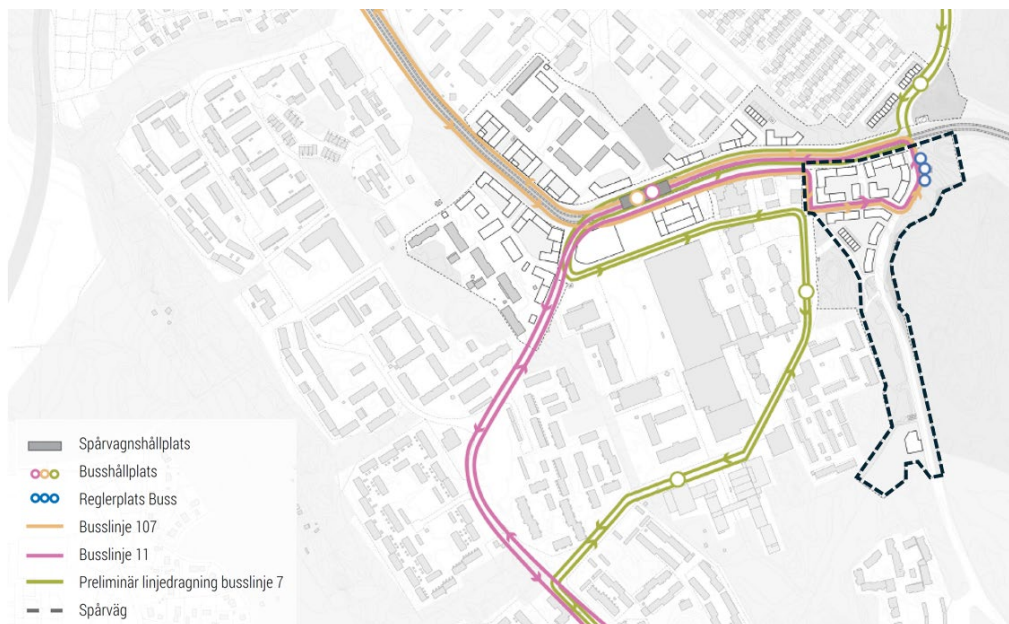 Spårvagnshållplats
Busshållplats
Reglerplats Buss
Busslinje 107
Busslinje 11
Preliminär linjedragning busslinje 7
Spårväg